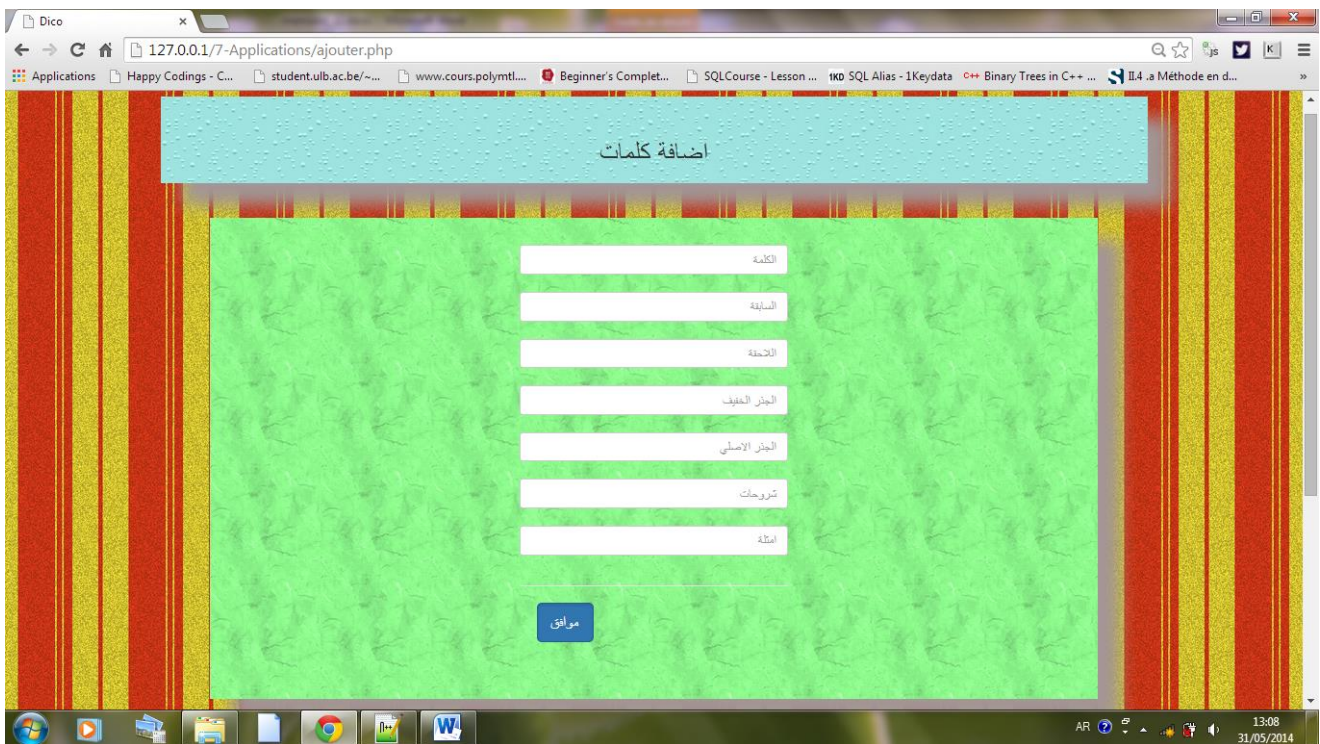 Dico
127.0.0.1/7-Applications/ajouter.php
Applications Happy Codings - C... student.ulb.ac.be/~... www.cours.polymtl.... Beginner's Complet... SQLCourse - Lesson ... 1KD SQL Alias - 1Keydata C++ Binary Trees in C++ ... II.4 .a Méthode en d... »
اضافة كلمات
الكلمة
السابقة
اللاحقة
الجذر الخفيف
الجذر الاصلي
شروحات
امثلة
موافق
AR 13:08
31/05/2014